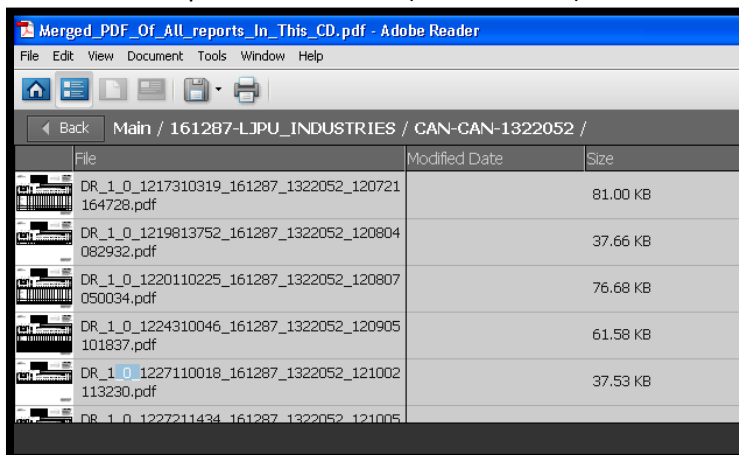 Merged_PDF_Of_All_reports_In_This_CD.pdf - Adobe Reader
File Edit View Document Tools Window Help
Back Main / 161287-LJPU_INDUSTRIES / CAN-CAN-1322052 /
File Modified Date Size
DR_1_0_1217310319_161287_1322052_120721
164728.pdf
81.00 KB
DR_1_0_1219813752_161287_1322052_120804
082932.pdf
37.66 KB
DR_1_0_1220110225_161287_1322052_120807
050034.pdf
76.68 KB
DR_1_0_1224310046_161287_1322052_120905
101837.pdf
61.58 KB
DR_1_0_1227110018_161287_1322052_121002
113230.pdf
37.53 KB
DR_1_0_1227211434_161287_1322052_121005